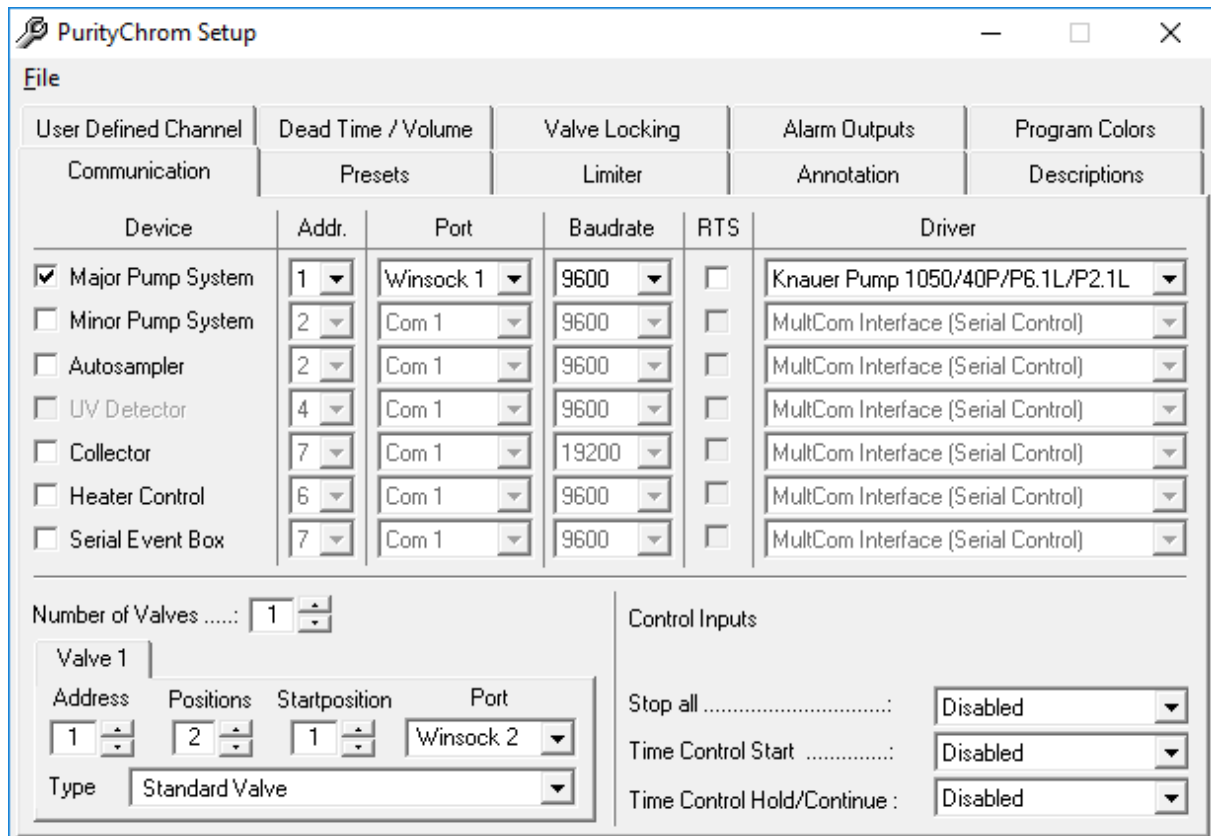 PurityChrom Setup
File
User Defined Channel Dead Time / Volume Valve Locking Alarm Outputs Program Colors
Communication Presets Limiter Annotation Descriptions
Device Addr. Port Baudrate RTS Driver
Major Pump System 1 Winsock 1 9600 Knauer Pump 1050/40P/P6.1L/P2.1L
Minor Pump System 2 Com 1 9600 MultCom Interface (Serial Control)
Autosampler 2 Com 1 9600 MultCom Interface (Serial Control)
UV Detector 4 Com 1 9600 MultCom Interface (Serial Control)
Collector 7 Com 1 19200 MultCom Interface (Serial Control)
Heater Control 6 Com 1 9600 MultCom Interface (Serial Control)
Serial Event Box 7 Com 1 9600 MultCom Interface (Serial Control)
Number of Valves .....: 1
Valve 1
Address Positions Startposition Port
1 2 1 Winsock 2
Type Standard Valve
Control Inputs
Stop all ..............................: Disabled
Time Control Start ..............: Disabled
Time Control Hold/Continue : Disabled